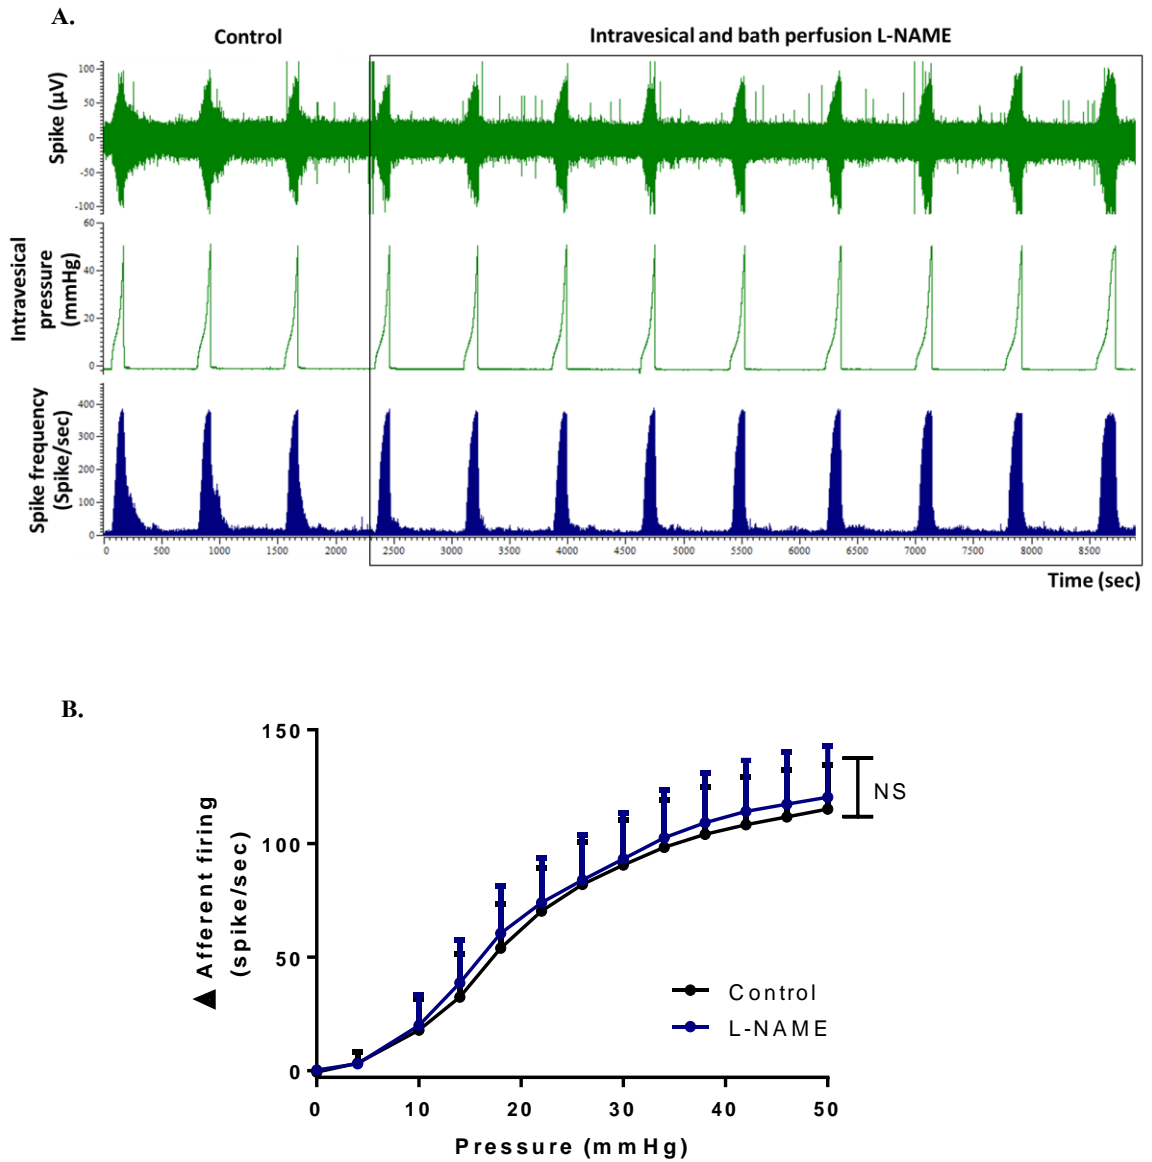 A.
Control
Intravesical and bath perfusion L-NAME
Spike (µV)
100
50
0
-50
-100
Intravesical
pressure
(mmHg)
60
40
20
0
Spike frequency
(Spike/sec)
400
300
200
100
0
0 500 1000 1500 2000 2500 3000 3500 4000 4500 5000 5500 6000 6500 7000 7500 8000 8500
Time (sec)
B.
▲ Afferent firing
(spike/sec)
150
100
50
0
NS
Control
L-NAME
0 10 20 30 40 50
Pressure (mmHg)